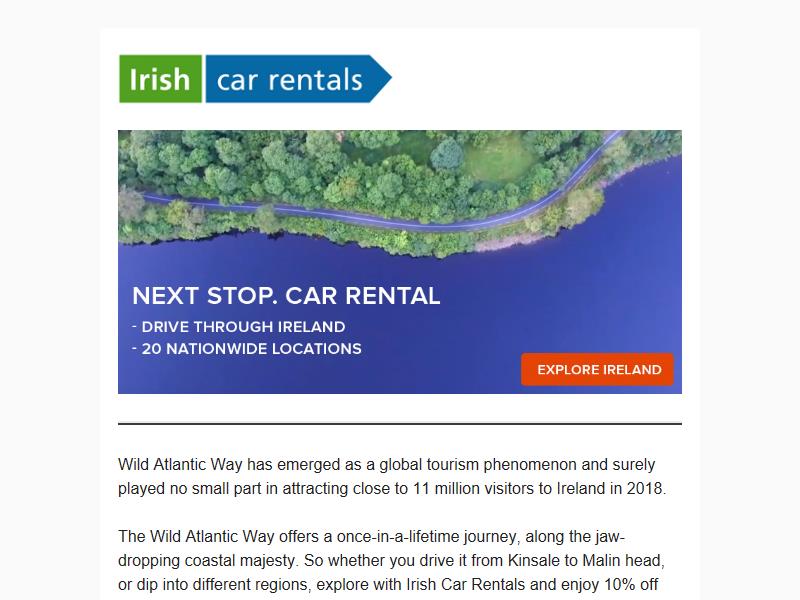 Irish car rentals
NEXT STOP. CAR RENTAL
- DRIVE THROUGH IRELAND
- 20 NATIONWIDE LOCATIONS
EXPLORE IRELAND
Wild Atlantic Way has emerged as a global tourism phenomenon and surely
played no small part in attracting close to 11 million visitors to Ireland in 2018.
The Wild Atlantic Way offers a once-in-a-lifetime journey, along the jaw-
dropping coastal majesty. So whether you drive it from Kinsale to Malin head,
or dip into different regions, explore with Irish Car Rentals and enjoy 10% off